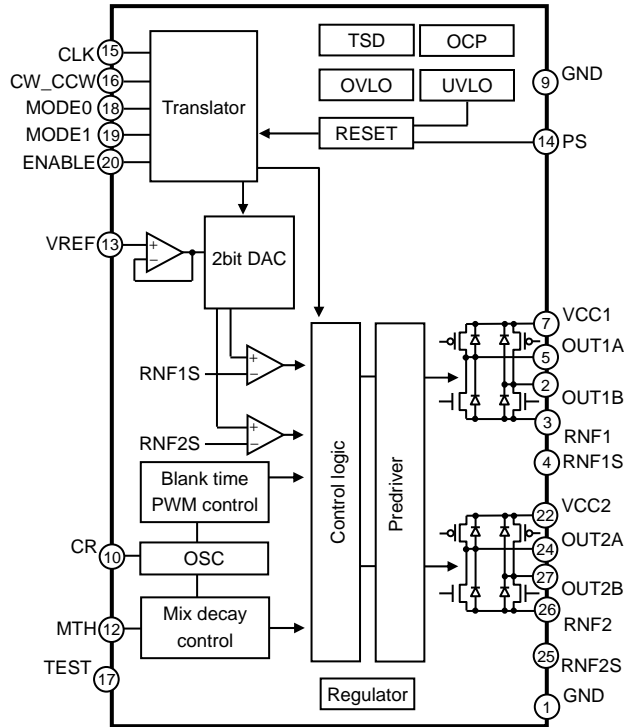 CLK
15
CW_CCW
16
MODE0
18
MODE1
19
ENABLE
20
Translator
TSD
OCP
OVLO
UVLO
RESET
9
GND
14
PS
VREF
13
+
−
2bit DAC
RNF1S
+
−
RNF2S
+
−
Blank time
PWM control
CR
10
OSC
MTH
12
Mix decay
control
TEST
17
Control logic
Predriver
Regulator
7
VCC1
5
OUT1A
2
OUT1B
3
RNF1
4
RNF1S
22
VCC2
24
OUT2A
27
OUT2B
26
RNF2
25
RNF2S
1
GND